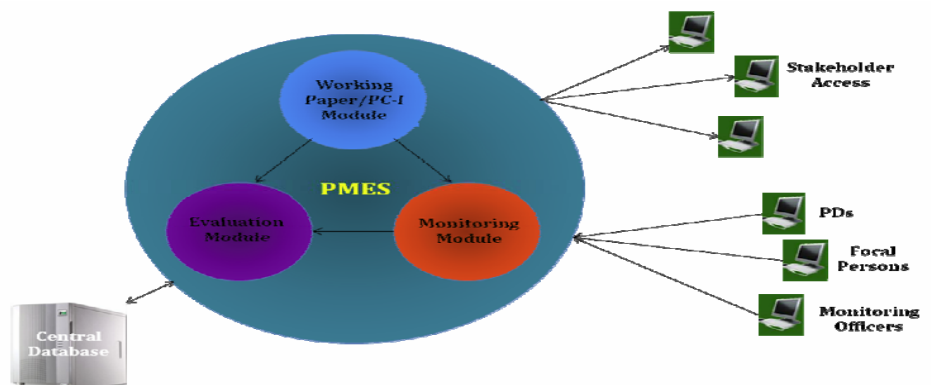 Working
Paper/PC-I
Module
Stakeholder
Access
PMES
Evaluation
Module
Monitoring
Module
PDs
Focal
Persons
Monitoring
Officers
Central
Database